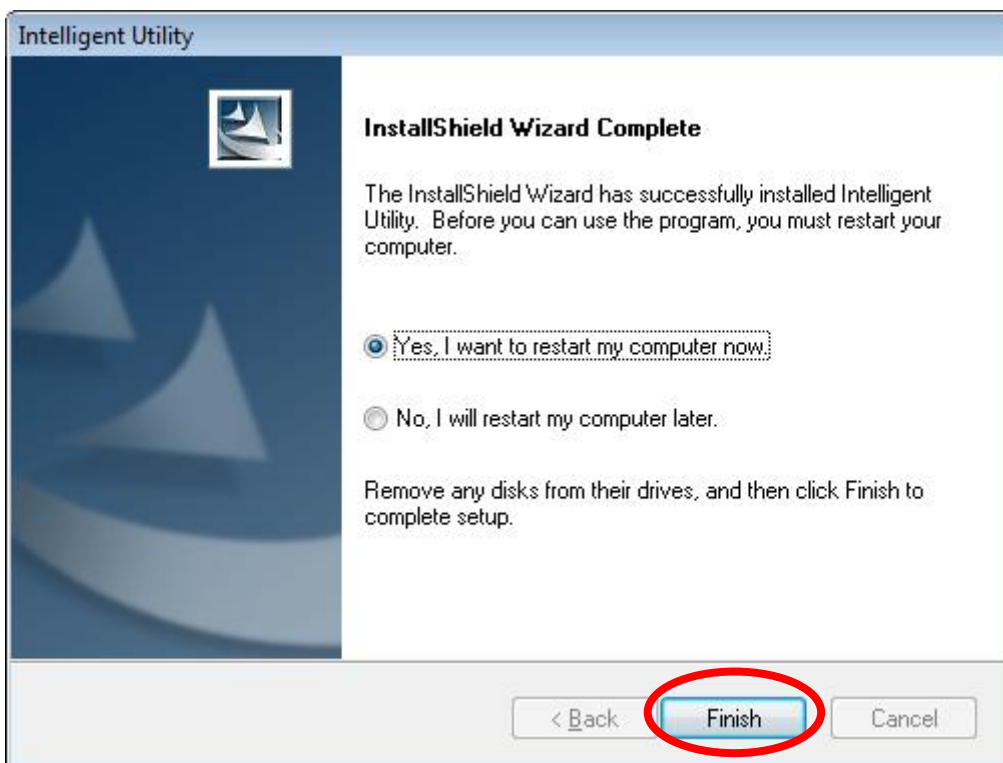 Intelligent Utility
InstallShield Wizard Complete
The InstallShield Wizard has successfully installed Intelligent
Utility.  Before you can use the program, you must restart your
computer.
Yes, I want to restart my computer now.
No, I will restart my computer later.
Remove any disks from their drives, and then click Finish to
complete setup.
< Back
Finish
Cancel